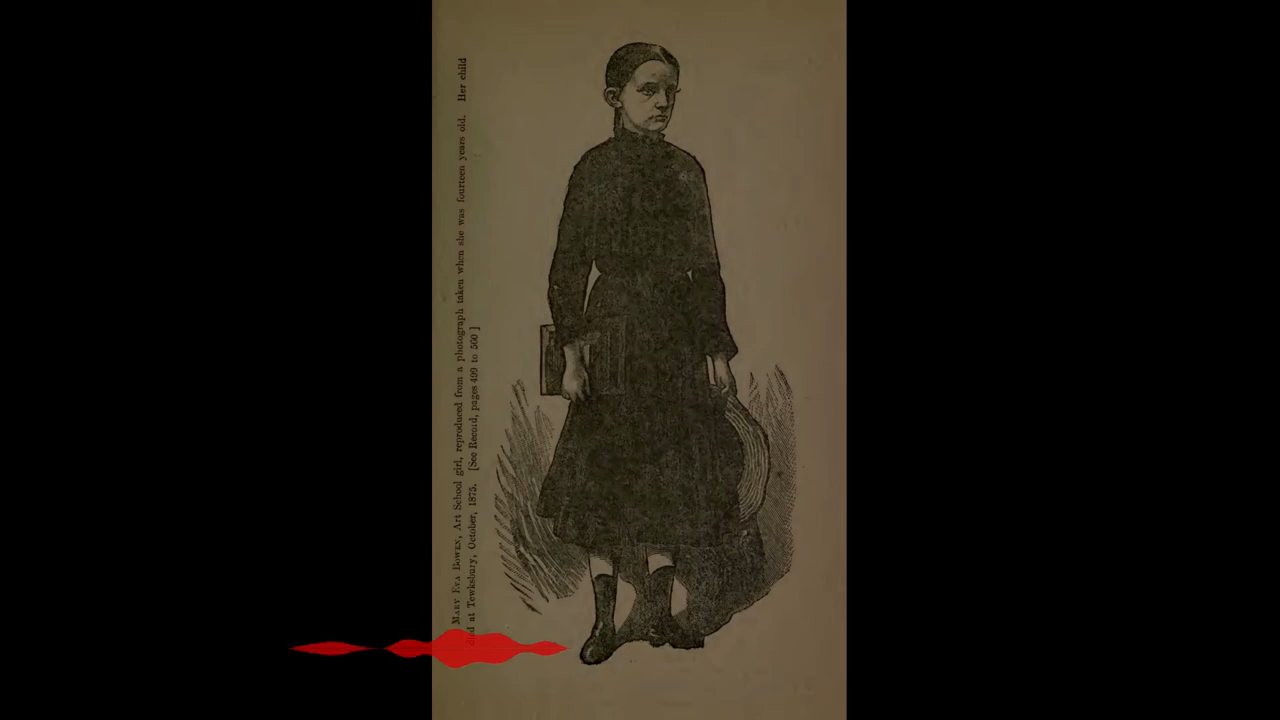 MARY EVA BOWEN, Art School girl, reproduced from a photograph taken when she was fourteen years old. Her child
died at Tewksbury, October, 1875. [See Record, pages 499 to 500 ]